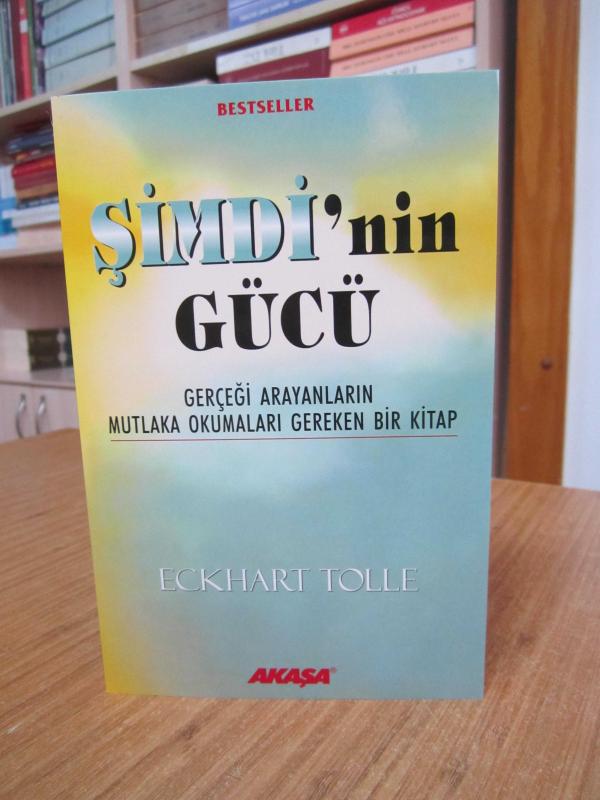 BESTSELLER
ŞİMDİ'nin
GÜCÜ
GERÇEĞİ ARAYANLARIN
MUTLAKA OKUMALARI GEREKEN BİR KİTAP
ECKHART TOLLE
AKAŞA®